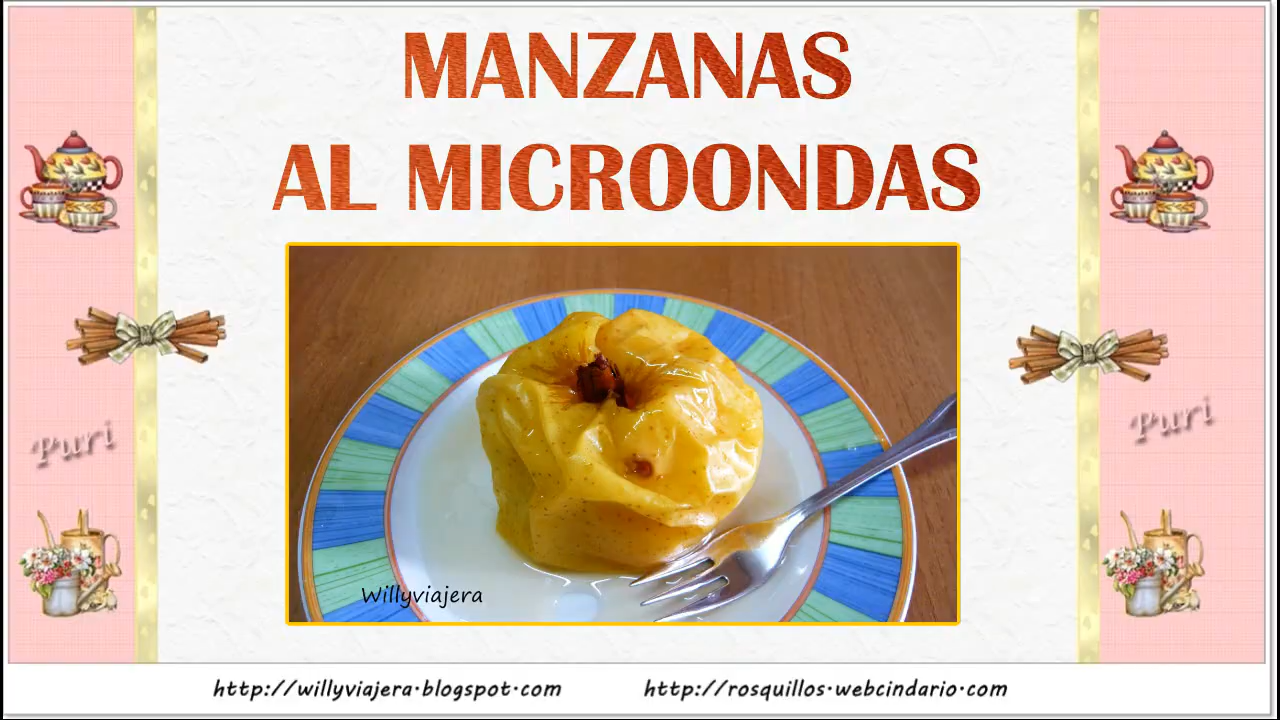 MANZANAS
AL MICROONDAS
Puri
Puri
Willyviajera
http://willyviajera.blogspot.com
http://rosquillos.webcindario.com